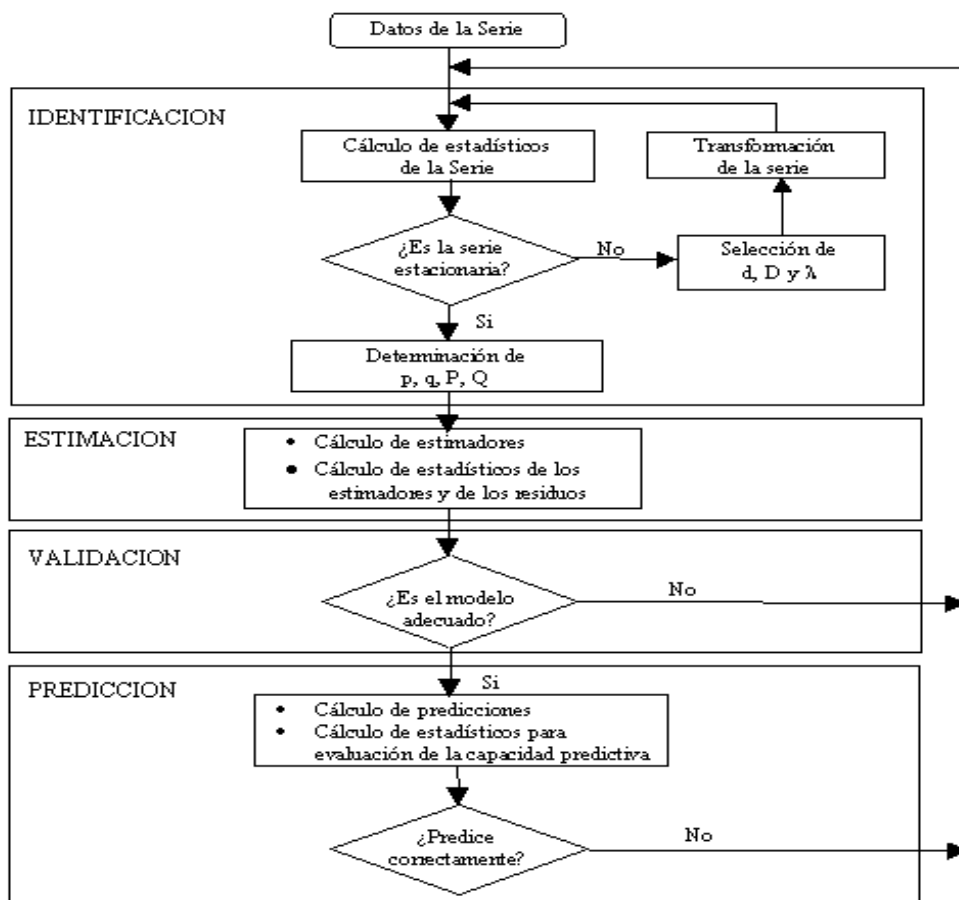 Datos de la Serie
IDENTIFICACION
Cálculo de estadísticos
de la Serie
Transformación
de la serie
¿Es la serie
estacionaria?
No
Selección de
d, D y λ
Si
Determinación de
p, q, P, Q
ESTIMACION
• Cálculo de estimadores
• Cálculo de estadísticos de los
estimadores y de los residuos
VALIDACION
¿Es el modelo
adecuado?
No
Si
PREDICCION
• Cálculo de predicciones
• Cálculo de estadísticos para
evaluación de la capacidad predictiva
¿Predice
correctamente?
No